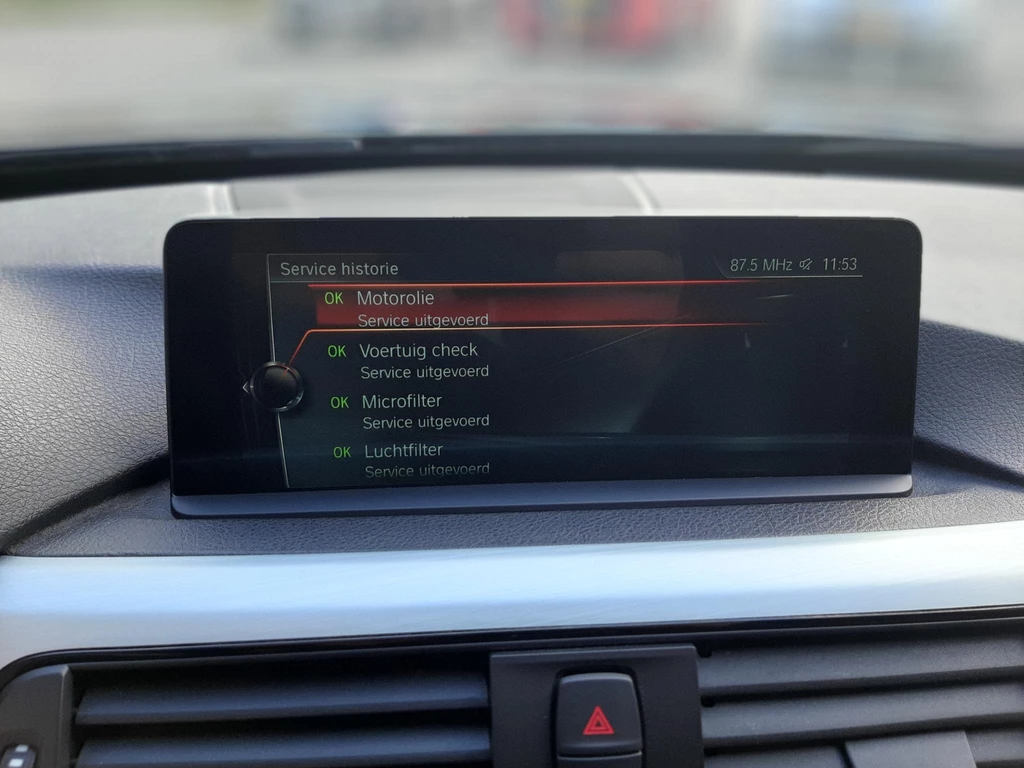 Service historie
87.5 MHz 11:53
OK Motorolie
Service uitgevoerd
OK Voertuig check
Service uitgevoerd
OK Microfilter
Service uitgevoerd
OK Luchtfilter
Service uitgevoerd